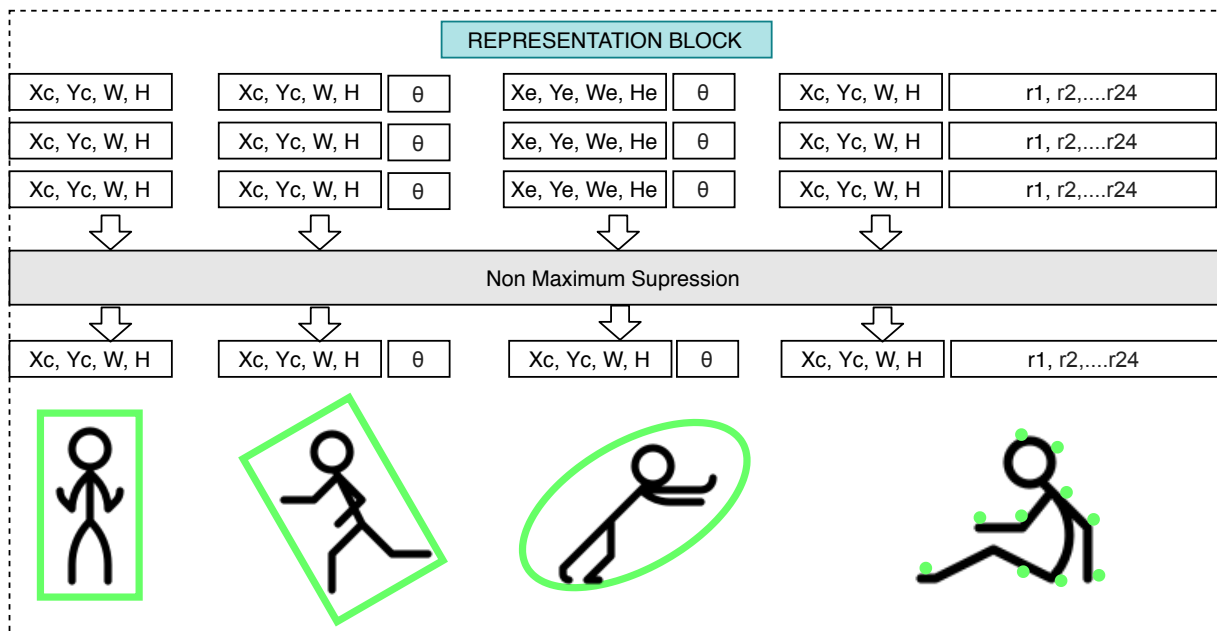 REPRESENTATION BLOCK
Xc, Yc, W, H Xc, Yc, W, H θ Xe, Ye, We, He θ Xc, Yc, W, H r1, r2,....r24
Xc, Yc, W, H Xc, Yc, W, H θ Xe, Ye, We, He θ Xc, Yc, W, H r1, r2,....r24
Xc, Yc, W, H Xc, Yc, W, H θ Xe, Ye, We, He θ Xc, Yc, W, H r1, r2,....r24
Non Maximum Supression
Xc, Yc, W, H Xc, Yc, W, H θ Xc, Yc, W, H θ Xc, Yc, W, H r1, r2,....r24